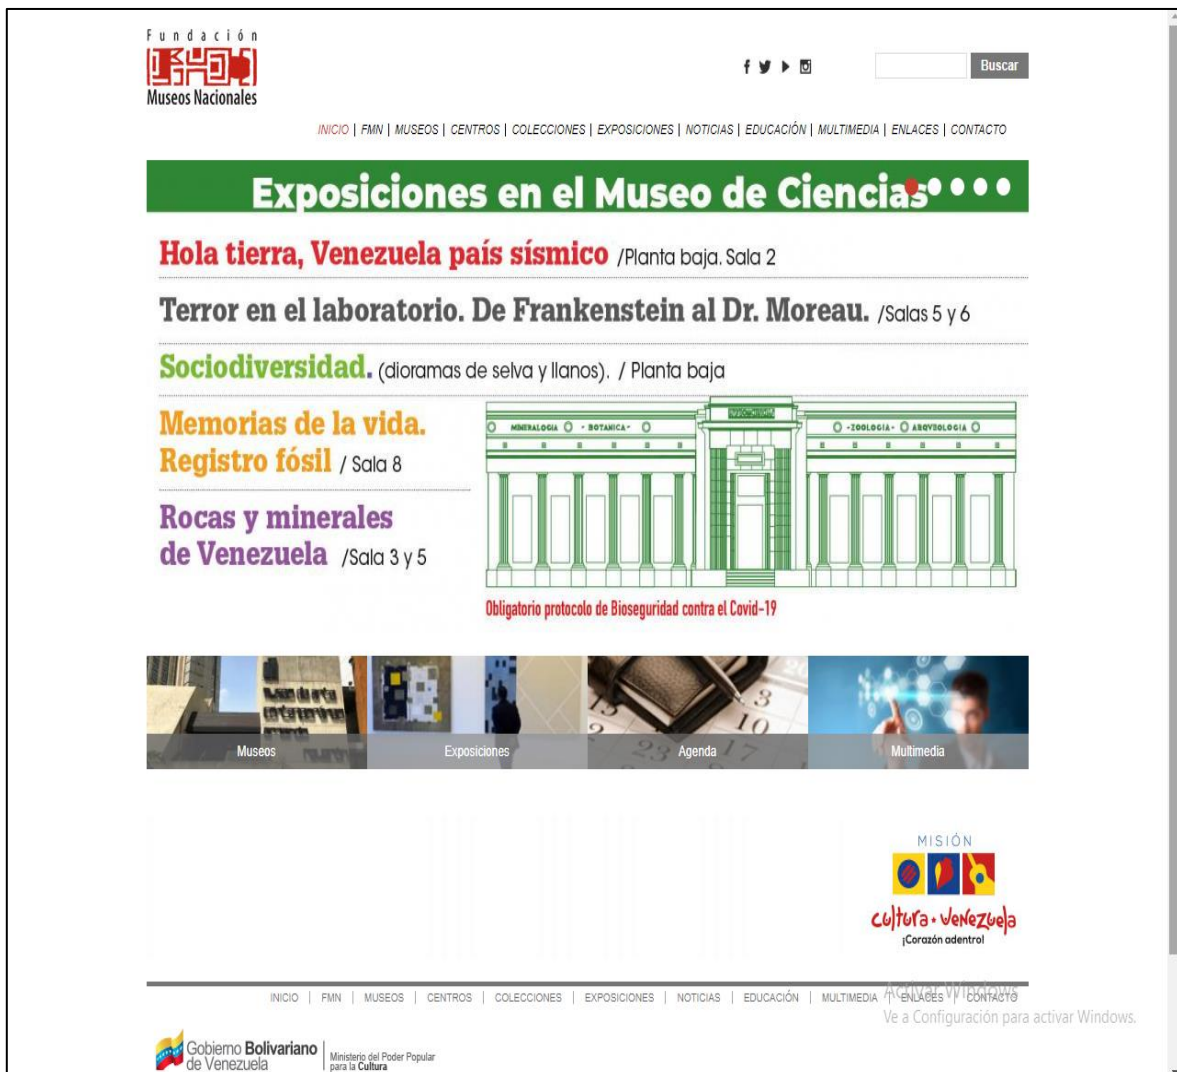 Fundación
Museos Nacionales
Buscar
INICIO | FMN | MUSEOS | CENTROS | COLECCIONES | EXPOSICIONES | NOTICIAS | EDUCACIÓN | MULTIMEDIA | ENLACES | CONTACTO
Exposiciones en el Museo de Ciencias
Hola tierra, Venezuela país sísmico /Planta baja. Sala 2
Terror en el laboratorio. De Frankenstein al Dr. Moreau. /Salas 5 y 6
Sociodiversidad. (dioramas de selva y llanos). / Planta baja
Memorias de la vida.
Registro fósil / Sala 8
Rocas y minerales
de Venezuela /Sala 3 y 5
MINERALOGIA - BOTANICA - -ZOOLOGIA- ARQVEOLOGIA
Obligatorio protocolo de Bioseguridad contra el Covid-19
Museos
Exposiciones
Agenda
3
10
23
17
Multimedia
MISIÓN
cultura • Venezuela
¡Corazón adentro!
INICIO | FMN | MUSEOS | CENTROS | COLECCIONES | EXPOSICIONES | NOTICIAS | EDUCACIÓN | MULTIMEDIA | ENLACES | CONTACTO
Activar Windows
Ve a Configuración para activar Windows.
Gobierno Bolivariano
de Venezuela
Ministerio del Poder Popular
para la Cultura